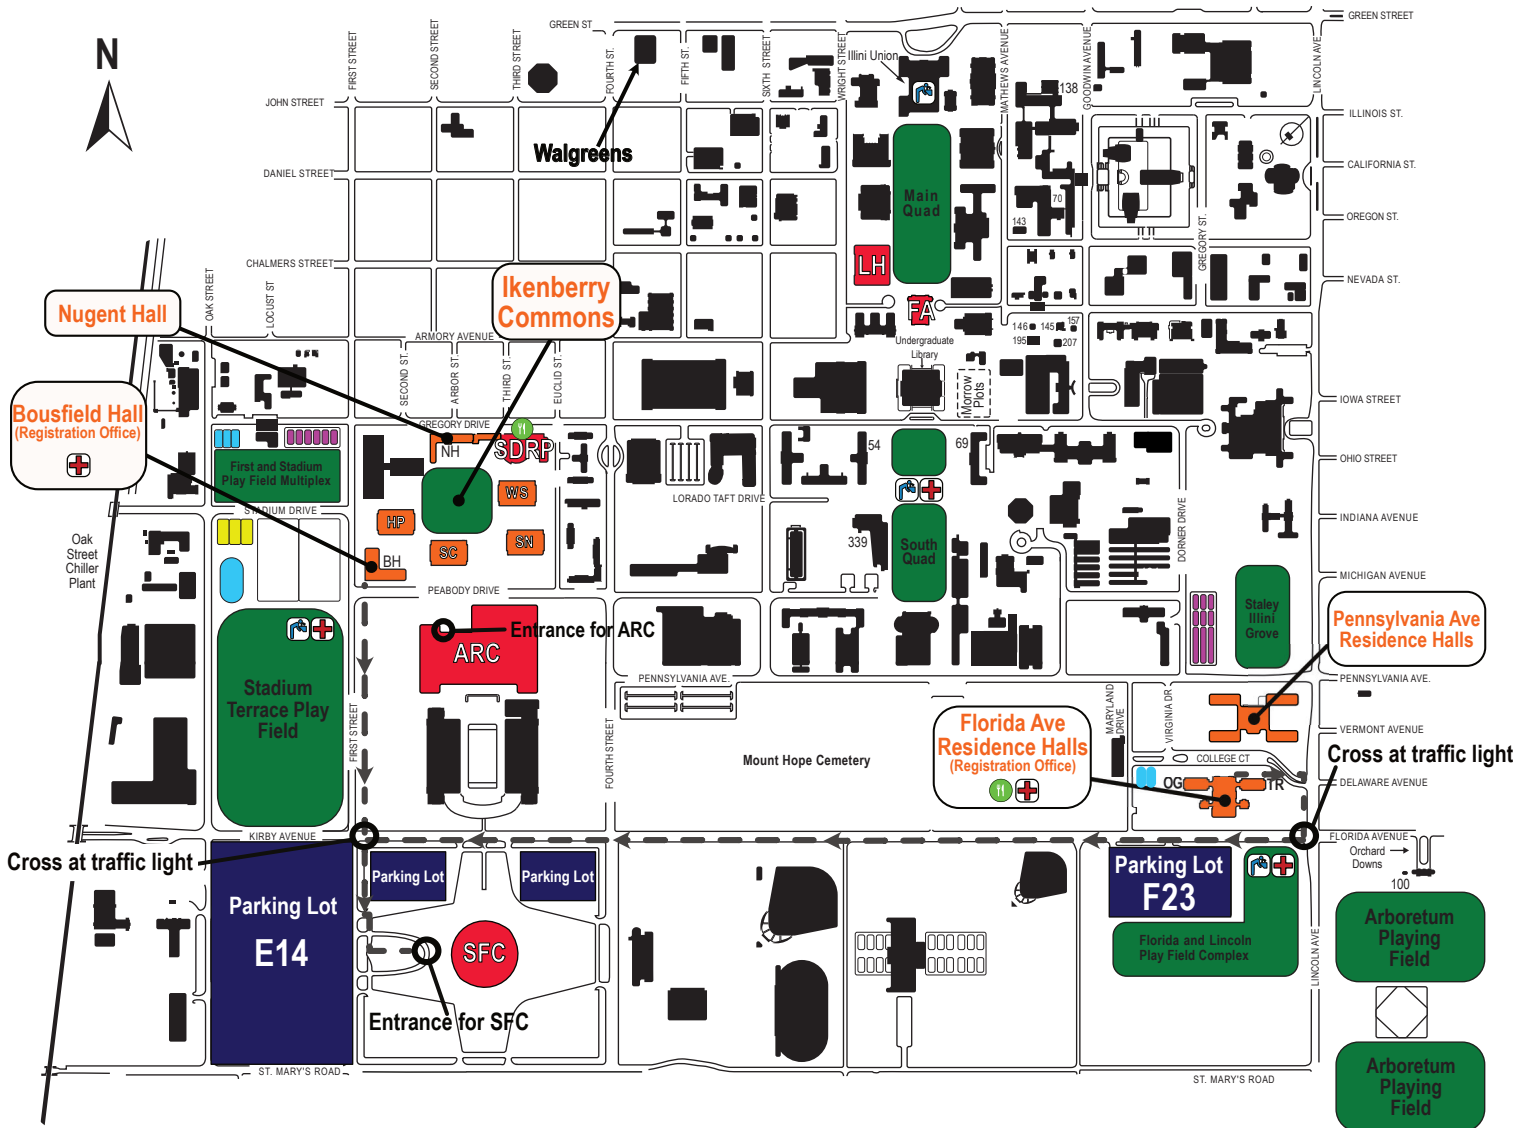 N
GREEN ST
GREEN STREET
FIRST STREET
SECOND STREET
THIRD STREET
FOURTH ST.
FIFTH ST.
SIXTH STREET
WRIGHT STREET
MATHEWS AVENUE
GOODWIN AVENUE
LINCOLN AVE.
Illini Union
138
JOHN STREET
ILLINOIS ST.
Walgreens
DANIEL STREET
CALIFORNIA ST.
Main
Quad
70
143
OREGON ST.
GREGORY ST.
CHALMERS STREET
LH
NEVADA ST.
OAK STREET
LOCUST ST
Nugent Hall
Ikenberry
Commons
FA
146
145
157
195
207
ARMORY AVENUE
Undergraduate
Library
SECOND ST.
ARBOR ST.
THIRD ST.
EUCLID ST.
Morrow
Plots
Bousfield Hall
(Registration Office)
IOWA STREET
GREGORY DRIVE
NH
SDRP
54
69
OHIO STREET
First and Stadium
Play Field Multiplex
WS
LORADO TAFT DRIVE
STADIUM DRIVE
HP
INDIANA AVENUE
Oak
Street
Chiller
Plant
SC
SN
339
South
Quad
DORNER DRIVE
BH
MICHIGAN AVENUE
PEABODY DRIVE
Staley
Illini
Grove
Pennsylvania Ave
Residence Halls
Entrance for ARC
ARC
Stadium
Terrace Play
Field
PENNSYLVANIA AVE.
PENNSYLVANIA AVE.
FIRST STREET
FOURTH STREET
MARYLAND
DRIVE
VIRGINIA DR
VERMONT AVENUE
Florida Ave
Residence Halls
(Registration Office)
Mount Hope Cemetery
COLLEGE CT
Cross at traffic light
OG
TR
DELAWARE AVENUE
KIRBY AVENUE
FLORIDA AVENUE
Cross at traffic light
Orchard
Downs
100
Parking Lot
Parking Lot
Parking Lot
F23
Parking Lot
E14
Arboretum
Playing
Field
Florida and Lincoln
Play Field Complex
SFC
LINCOLN AVE
Entrance for SFC
ST. MARY'S ROAD
ST. MARY'S ROAD
Arboretum
Playing
Field